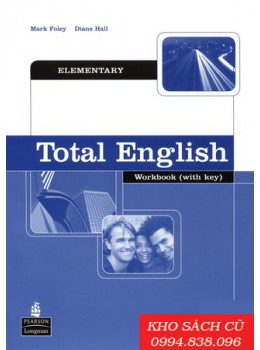 Mark Foley   Diane Hall
ELEMENTARY
Total English
Workbook (with key)
PEARSON
Longman
KHO SÁCH CŨ
0994.838.096